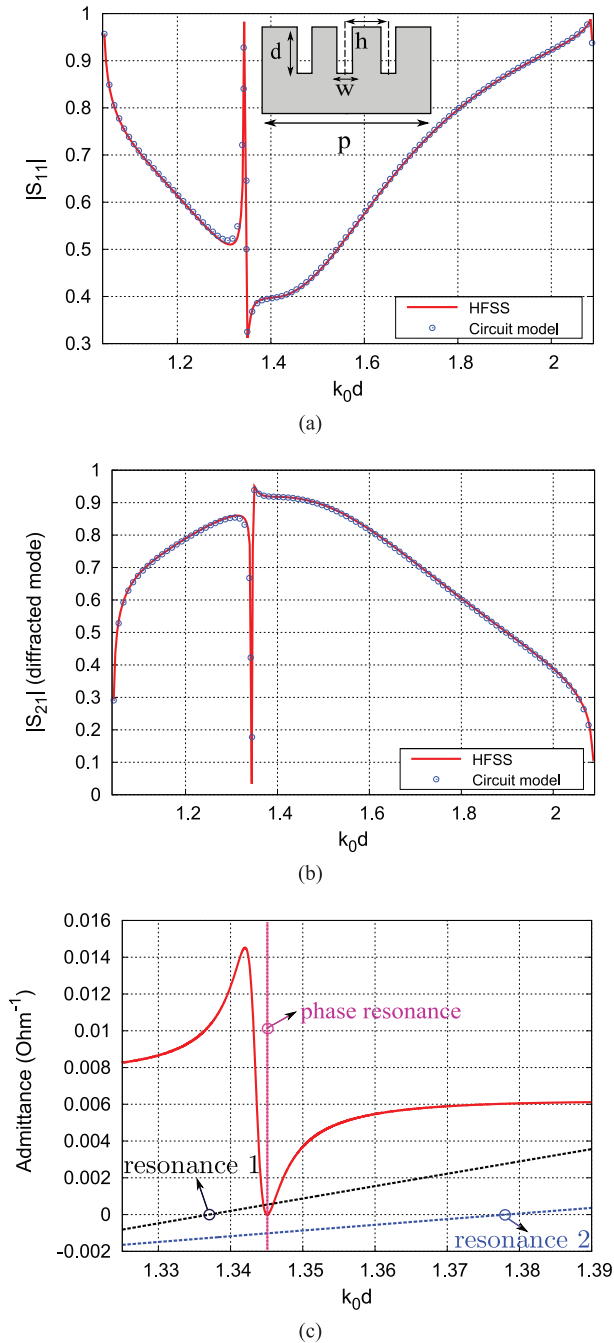 1
0.9
0.8
0.7
0.6
0.5
0.4
0.3
|S11|
d
h
w
p
HFSS
Circuit model
1.2 1.4 1.6 1.8 2
k0d
(a)
1
0.9
0.8
0.7
0.6
0.5
0.4
0.3
0.2
0.1
0
|S21| (diffracted mode)
HFSS
Circuit model
1.2 1.4 1.6 1.8 2
k0d
(b)
0.016
0.014
0.012
0.01
0.008
0.006
0.004
0.002
0
-0.002
Admittance (Ohm-1)
phase resonance
resonance 1
resonance 2
1.33 1.34 1.35 1.36 1.37 1.38 1.39
k0d
(c)